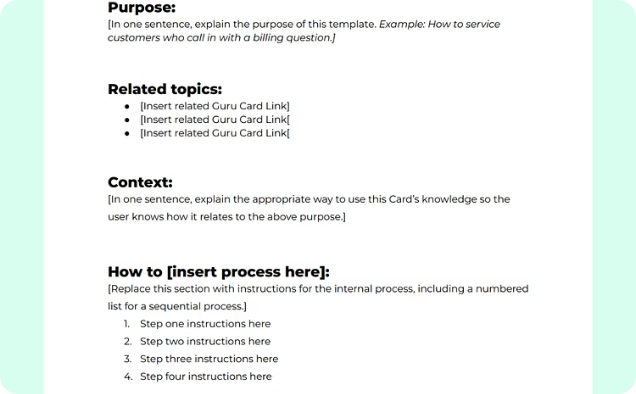 Purpose:
[In one sentence, explain the purpose of this template. Example: How to service
customers who call in with a billing question.]
Related topics:
• [Insert related Guru Card Link]
• [Insert related Guru Card Link[
• [Insert related Guru Card Link[
Context:
[In one sentence, explain the appropriate way to use this Card's knowledge so the
user knows how it relates to the above purpose.]
How to [insert process here]:
[Replace this section with instructions for the internal process, including a numbered
list for a sequential process.]
1. Step one instructions here
2. Step two instructions here
3. Step three instructions here
4. Step four instructions here